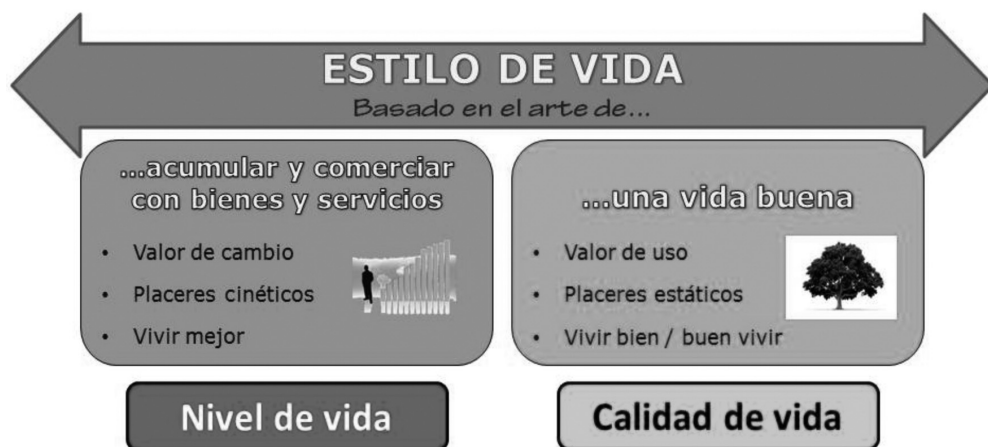 ESTILO DE VIDA
Basado en el arte de...
...acumular y comerciar
con bienes y servicios
• Valor de cambio
• Placeres cinéticos
• Vivir mejor
Nivel de vida
...una vida buena
• Valor de uso
• Placeres estáticos
• Vivir bien / buen vivir
Calidad de vida